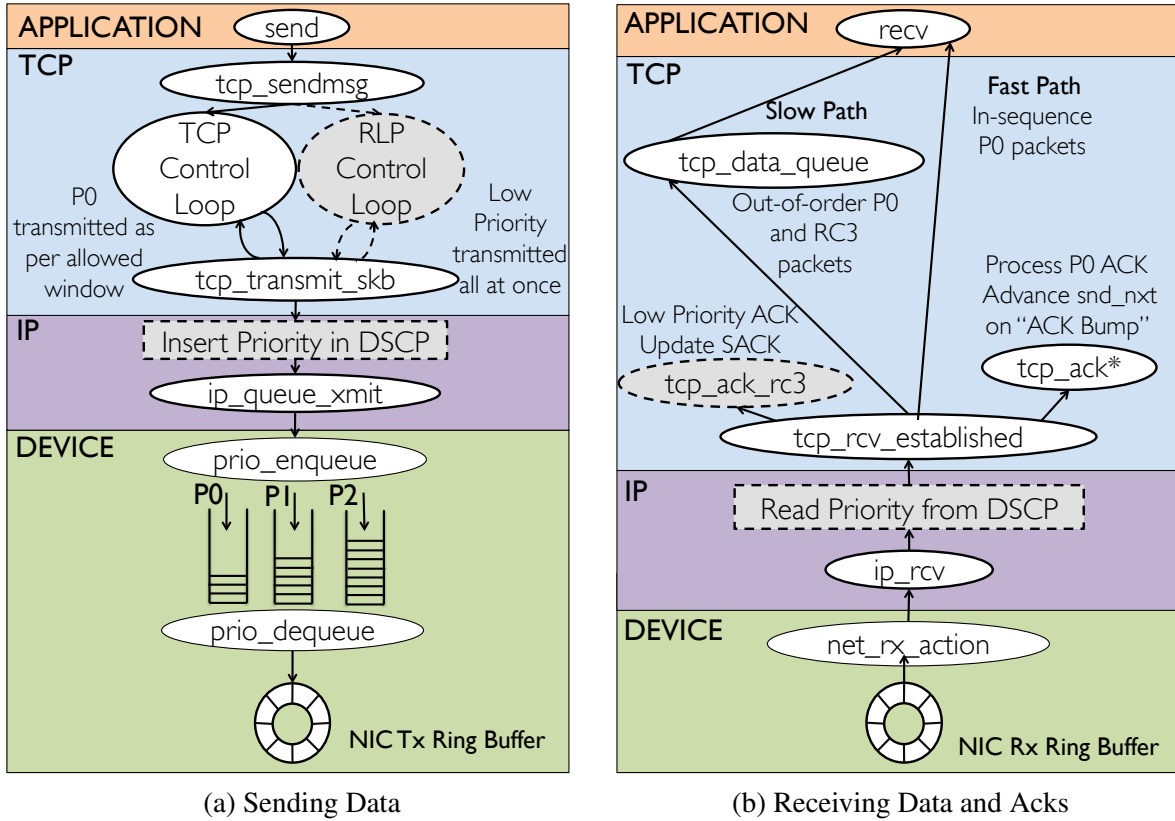 APPLICATION
send
TCP
tcp_sendmsg
TCP
Control
Loop
RLP
Control
Loop
P0
transmitted as
per allowed
window
Low
Priority
transmitted
all at once
tcp_transmit_skb
IP
Insert Priority in DSCP
ip_queue_xmit
DEVICE
prio_enqueue
P0
P1
P2
prio_dequeue
NIC Tx Ring Buffer
(a) Sending Data
APPLICATION
recv
TCP
Slow Path
Fast Path
In-sequence
P0 packets
tcp_data_queue
Out-of-order P0
and RC3
packets
Process P0 ACK
Advance snd_nxt
on “ACK Bump”
Low Priority ACK
Update SACK
tcp_ack_rc3
tcp_ack*
tcp_rcv_established
IP
Read Priority from DSCP
ip_rcv
DEVICE
net_rx_action
NIC Rx Ring Buffer
(b) Receiving Data and Acks